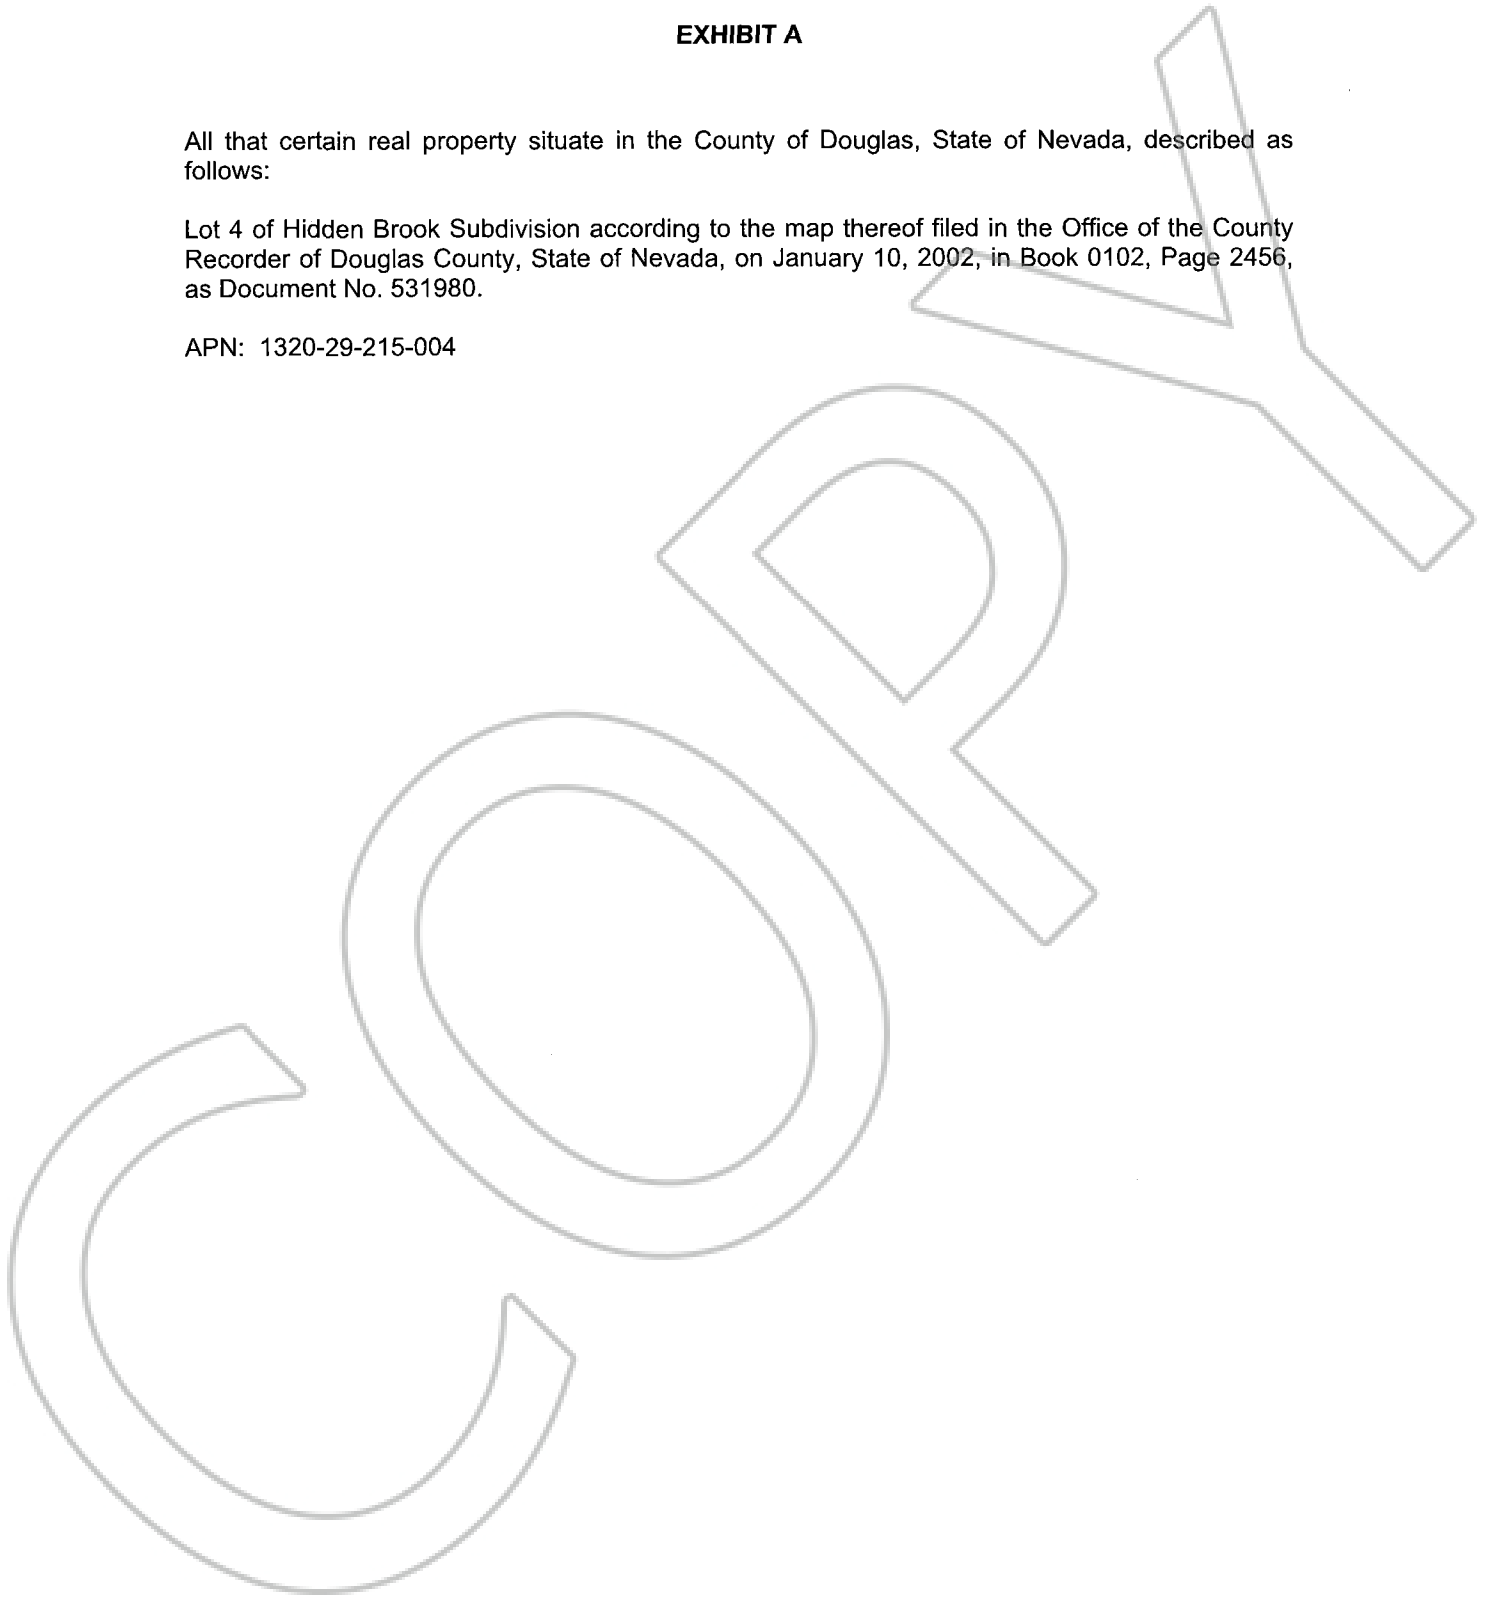 EXHIBIT A
All that certain real property situate in the County of Douglas, State of Nevada, described as
follows:
Lot 4 of Hidden Brook Subdivision according to the map thereof filed in the Office of the County
Recorder of Douglas County, State of Nevada, on January 10, 2002, in Book 0102, Page 2456,
as Document No. 531980.
APN: 1320-29-215-004
COPY